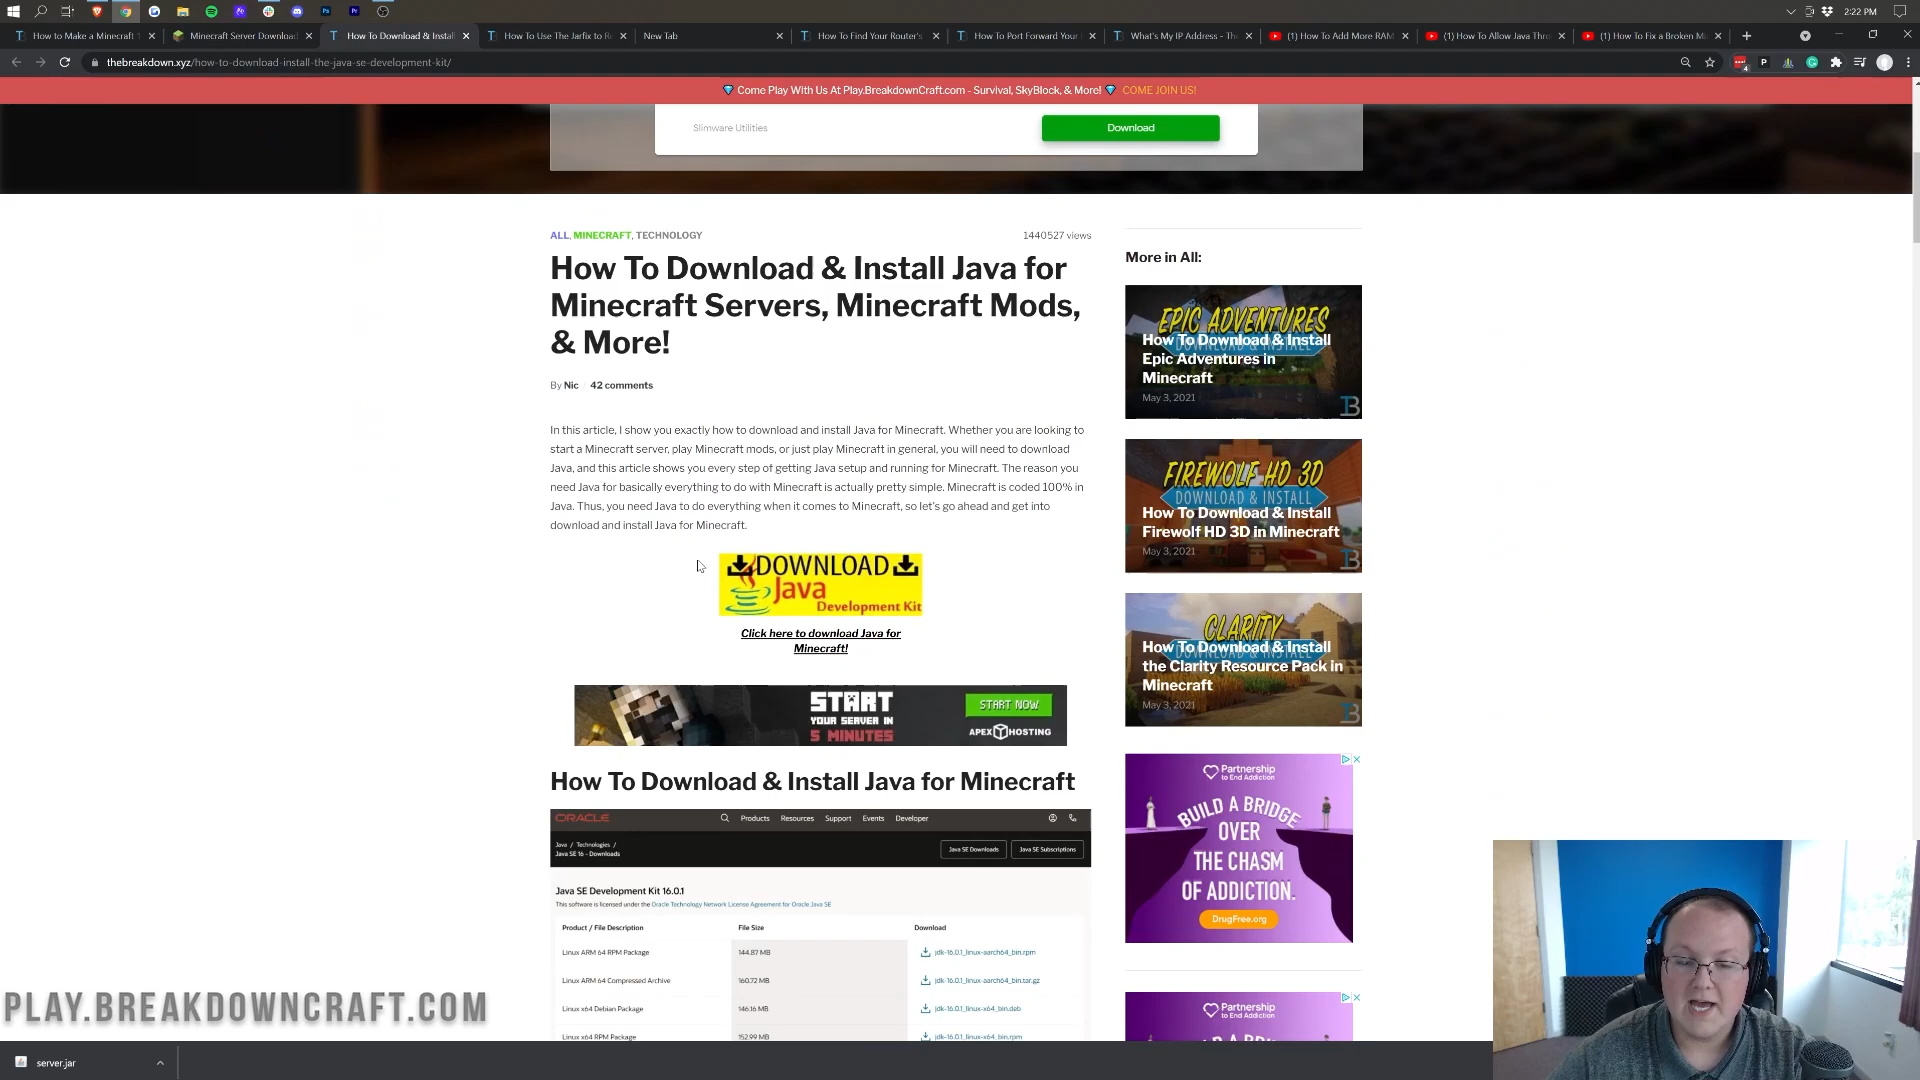 2:22 PM
How to Make a Minecraft
Minecraft Server Download
How To Download & Install
How To Use The Jarfix to R
New Tab
How To Find Your Router's
How To Port Forward Your
What's My IP Address - The
(1) How To Add More RAM
(1) How To Allow Java Thro
(1) How To Fix a Broken Mi
thebreakdown.xyz/how-to-download-install-the-java-se-development-kit/
Come Play With Us At Play.BreakdownCraft.com - Survival, SkyBlock, & More! COME JOIN US!
Slimware Utilities
Download
ALL, MINECRAFT, TECHNOLOGY
1440527 views
How To Download & Install Java for
Minecraft Servers, Minecraft Mods,
& More!
By Nic / 42 comments
In this article, I show you exactly how to download and install Java for Minecraft. Whether you are looking to
start a Minecraft server, play Minecraft mods, or just play Minecraft in general, you will need to download
Java, and this article shows you every step of getting Java setup and running for Minecraft. The reason you
need Java for basically everything to do with Minecraft is actually pretty simple. Minecraft is coded 100% in
Java. Thus, you need Java to do everything when it comes to Minecraft, so let's go ahead and get into
download and install Java for Minecraft.
DOWNLOAD
Java
Development Kit
Click here to download Java for
Minecraft!
START
YOUR SERVER IN
5 MINUTES
START NOW
APEX HOSTING
How To Download & Install Java for Minecraft
ORACLE
Products Resources Support Events Developer
Java / Technologies /
Java SE 16 - Downloads
Java SE Downloads
Java SE Subscriptions
Java SE Development Kit 16.0.1
This software is licensed under the Oracle Technology Network License Agreement for Oracle Java SE
Product / File Description File Size Download
Linux ARM 64 RPM Package 144.87 MB jdk-16.0.1_linux-aarch64_bin.rpm
Linux ARM 64 Compressed Archive 160.72 MB jdk-16.0.1_linux-aarch64_bin.tar.gz
Linux x64 Debian Package 146.16 MB jdk-16.0.1_linux-x64_bin.deb
Linux x64 RPM Package 152.99 MB jdk-16.0.1_linux-x64_bin.rpm
More in All:
EPIC ADVENTURES
DOWNLOAD & INSTALL
How To Download & Install
Epic Adventures in
Minecraft
May 3, 2021
FIREWOLF HD 3D
DOWNLOAD & INSTALL
How To Download & Install
Firewolf HD 3D in Minecraft
May 3, 2021
CLARITY
DOWNLOAD & INSTALL
How To Download & Install
the Clarity Resource Pack in
Minecraft
May 3, 2021
Partnership
to End Addiction
BUILD A BRIDGE
OVER
THE CHASM
OF ADDICTION.
DrugFree.org
Partnership
to End Addiction
PLAY.BREAKDOWNCRAFT.COM
server.jar